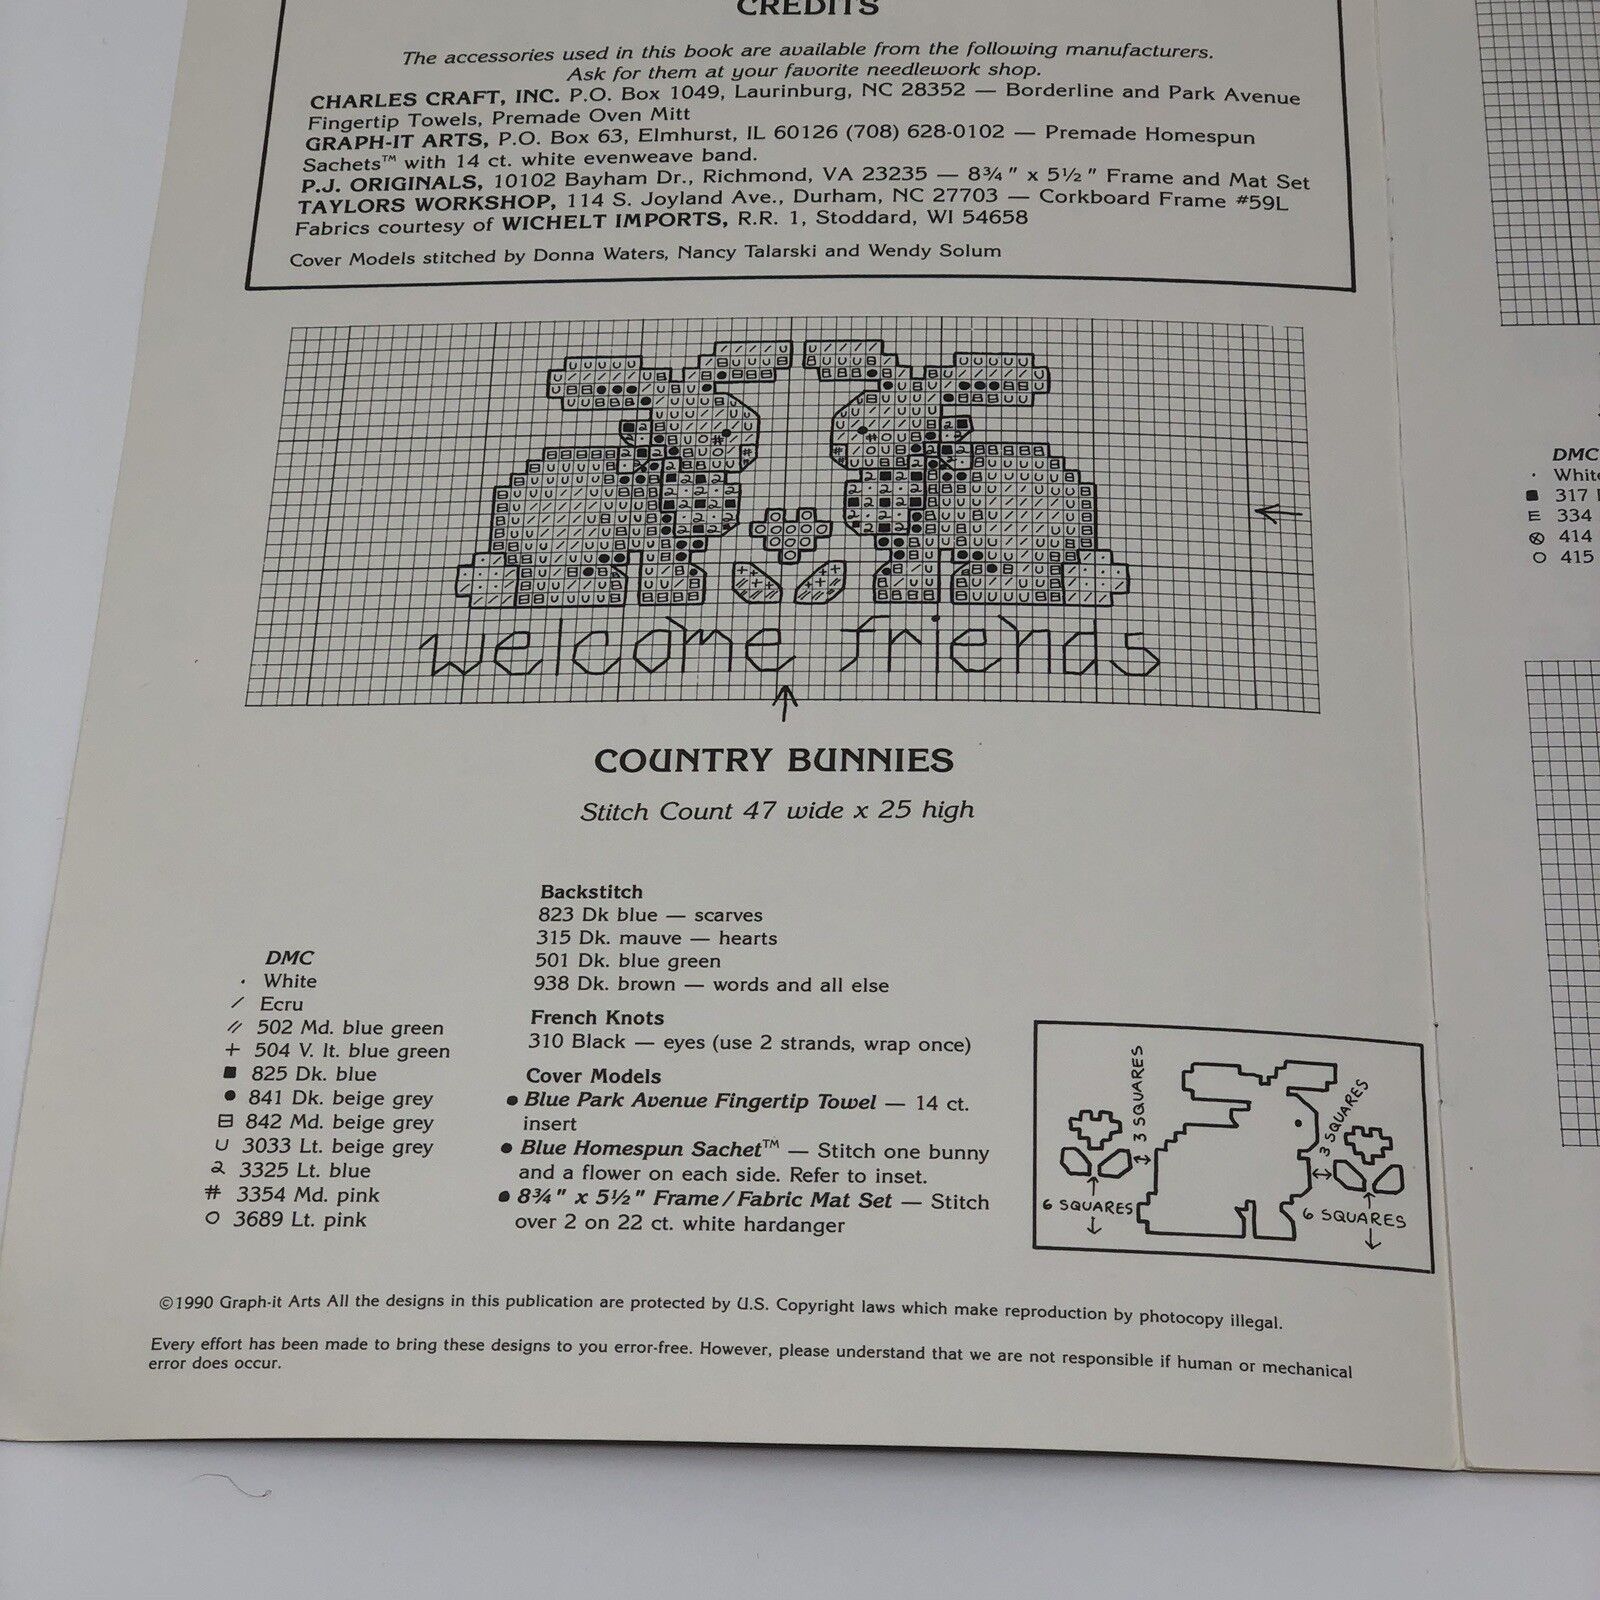 CREDITS
The accessories used in this book are available from the following manufacturers.
Ask for them at your favorite needlework shop.
CHARLES CRAFT, INC. P.O. Box 1049, Laurinburg, NC 28352 — Borderline and Park Avenue
Fingertip Towels, Premade Oven Mitt
GRAPH-IT ARTS, P.O. Box 63, Elmhurst, IL 60126 (708) 628-0102 — Premade Homespun
Sachets™ with 14 ct. white evenweave band.
P.J. ORIGINALS, 10102 Bayham Dr., Richmond, VA 23235 — 8¾" x 5½" Frame and Mat Set
TAYLORS WORKSHOP, 114 S. Joyland Ave., Durham, NC 27703 — Corkboard Frame #59L
Fabrics courtesy of WICHELT IMPORTS, R.R. 1, Stoddard, WI 54658
Cover Models stitched by Donna Waters, Nancy Talarski and Wendy Solum
welcome friends
COUNTRY BUNNIES
Stitch Count 47 wide x 25 high
DMC
· White
/ Ecru
// 502 Md. blue green
+ 504 V. lt. blue green
■ 825 Dk. blue
● 841 Dk. beige grey
⊟ 842 Md. beige grey
U 3033 Lt. beige grey
2 3325 Lt. blue
# 3354 Md. pink
O 3689 Lt. pink
Backstitch
823 Dk blue — scarves
315 Dk. mauve — hearts
501 Dk. blue green
938 Dk. brown — words and all else
French Knots
310 Black — eyes (use 2 strands, wrap once)
Cover Models
● Blue Park Avenue Fingertip Towel — 14 ct.
insert
● Blue Homespun Sachet™ — Stitch one bunny
and a flower on each side. Refer to inset.
● 8¾" x 5½" Frame/Fabric Mat Set — Stitch
over 2 on 22 ct. white hardanger
3 SQUARES
3 SQUARES
6 SQUARES
6 SQUARES
©1990 Graph-it Arts All the designs in this publication are protected by U.S. Copyright laws which make reproduction by photocopy illegal.
Every effort has been made to bring these designs to you error-free. However, please understand that we are not responsible if human or mechanical
error does occur.
DMC
· White
■ 317
E 334
⊗ 414
O 415